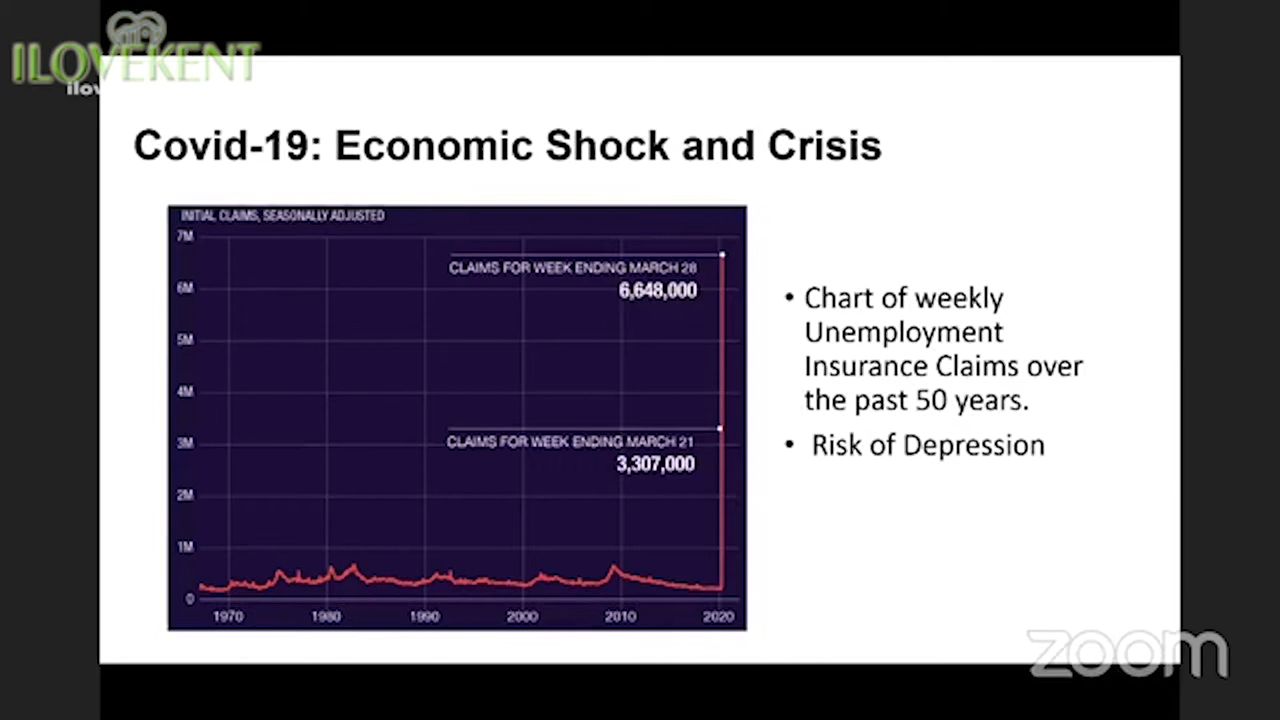 ILOVEKENT
ilov
Covid-19: Economic Shock and Crisis
INITIAL CLAIMS, SEASONALLY ADJUSTED
7M
CLAIMS FOR WEEK ENDING MARCH 28
6M
6,648,000
5M
4M
3M
CLAIMS FOR WEEK ENDING MARCH 21
3,307,000
2M
1M
0
1970 1980 1990 2000 2010 2020
• Chart of weekly
Unemployment
Insurance Claims over
the past 50 years.
• Risk of Depression
zoom